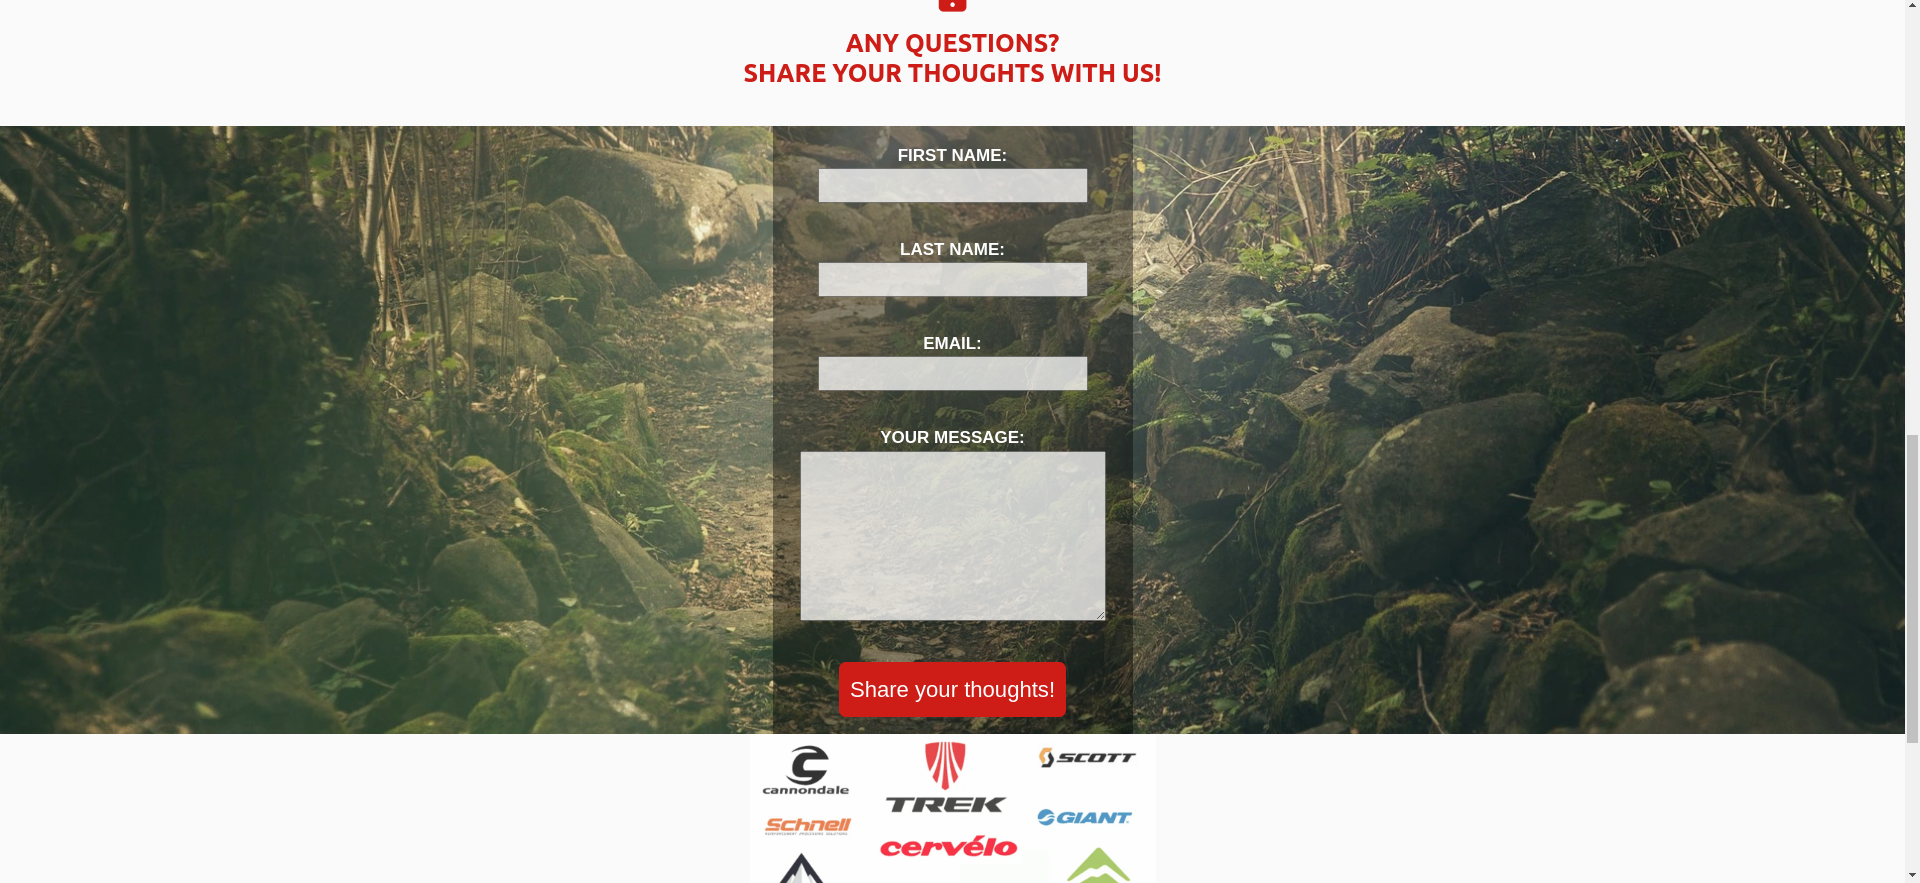 ANY QUESTIONS?
SHARE YOUR THOUGHTS WITH US!
FIRST NAME:
LAST NAME:
EMAIL:
YOUR MESSAGE:
Share your thoughts!
cannondale
TREK
SCOTT
Schnell
GIANT
cervélo